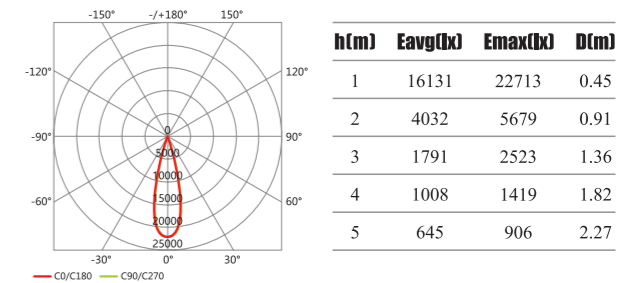 -150° -/+180° 150°
-120° 120°
-90° 0 90°
5000
10000
-60° 15000 60°
20000
25000
-30° 0° 30°
C0/C180 C90/C270
h(m) Eavg(lx) Emax(lx) D(m)
1 16131 22713 0.45
2 4032 5679 0.91
3 1791 2523 1.36
4 1008 1419 1.82
5 645 906 2.27